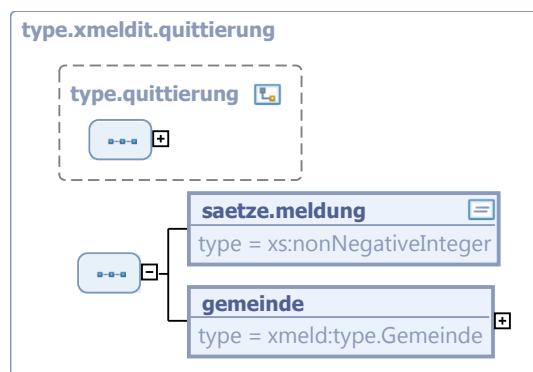 type.xmeldit.quittierung
type.quittierung
saetze.meldung
type = xs:nonNegativeInteger
gemeinde
type = xmeld:type.Gemeinde